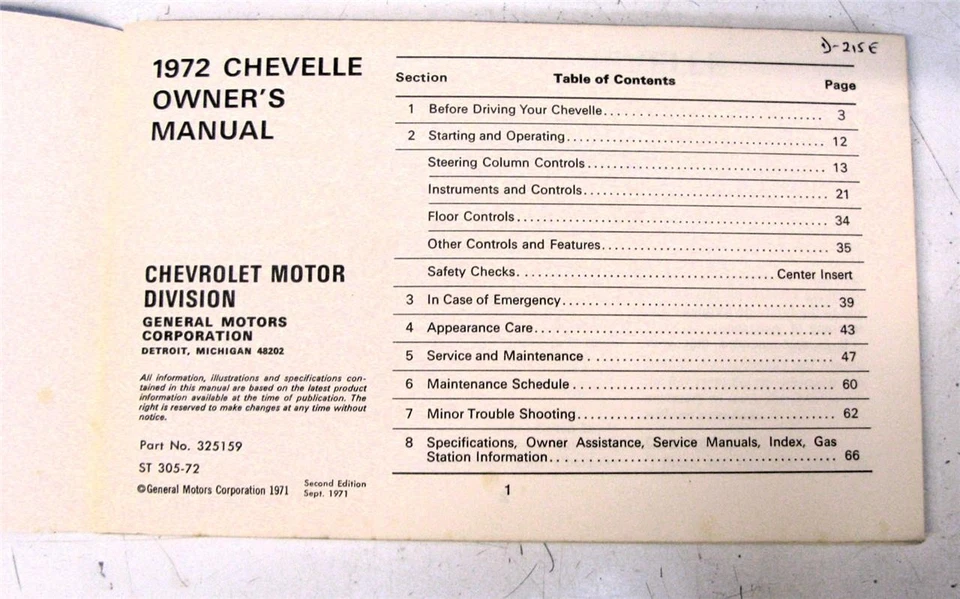 D-215E
1972 CHEVELLE
OWNER'S
MANUAL
CHEVROLET MOTOR
DIVISION
GENERAL MOTORS
CORPORATION
DETROIT, MICHIGAN 48202
All information, illustrations and specifications con-
tained in this manual are based on the latest product
information available at the time of publication. The
right is reserved to make changes at any time without
notice.
Part No. 325159
ST 305-72
©General Motors Corporation 1971 Second Edition
Sept. 1971
Section Table of Contents Page
1 Before Driving Your Chevelle........................ 3
2 Starting and Operating........................ 12
Steering Column Controls........................ 13
Instruments and Controls........................ 21
Floor Controls........................ 34
Other Controls and Features........................ 35
Safety Checks........................ Center Insert
3 In Case of Emergency........................ 39
4 Appearance Care........................ 43
5 Service and Maintenance........................ 47
6 Maintenance Schedule........................ 60
7 Minor Trouble Shooting........................ 62
8 Specifications, Owner Assistance, Service Manuals, Index, Gas
Station Information........................ 66
1